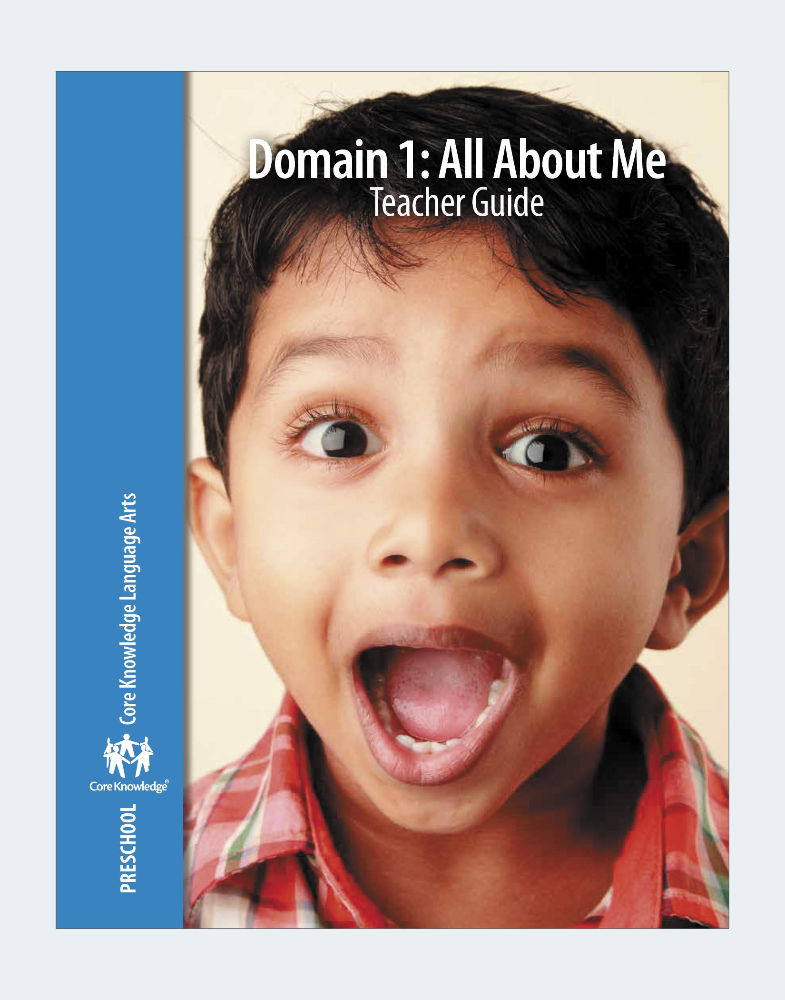 Domain 1: All About Me
Teacher Guide
Core Knowledge Language Arts
Core Knowledge®
PRESCHOOL